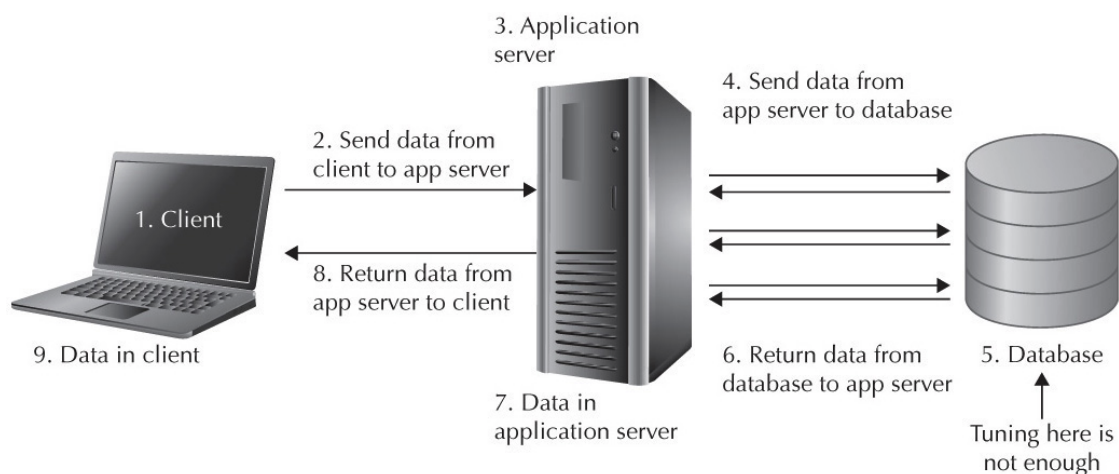 3. Application
server
4. Send data from
app server to database
2. Send data from
client to app server
1. Client
8. Return data from
app server to client
9. Data in client
6. Return data from
database to app server
5. Database
7. Data in
application server
Tuning here is
not enough